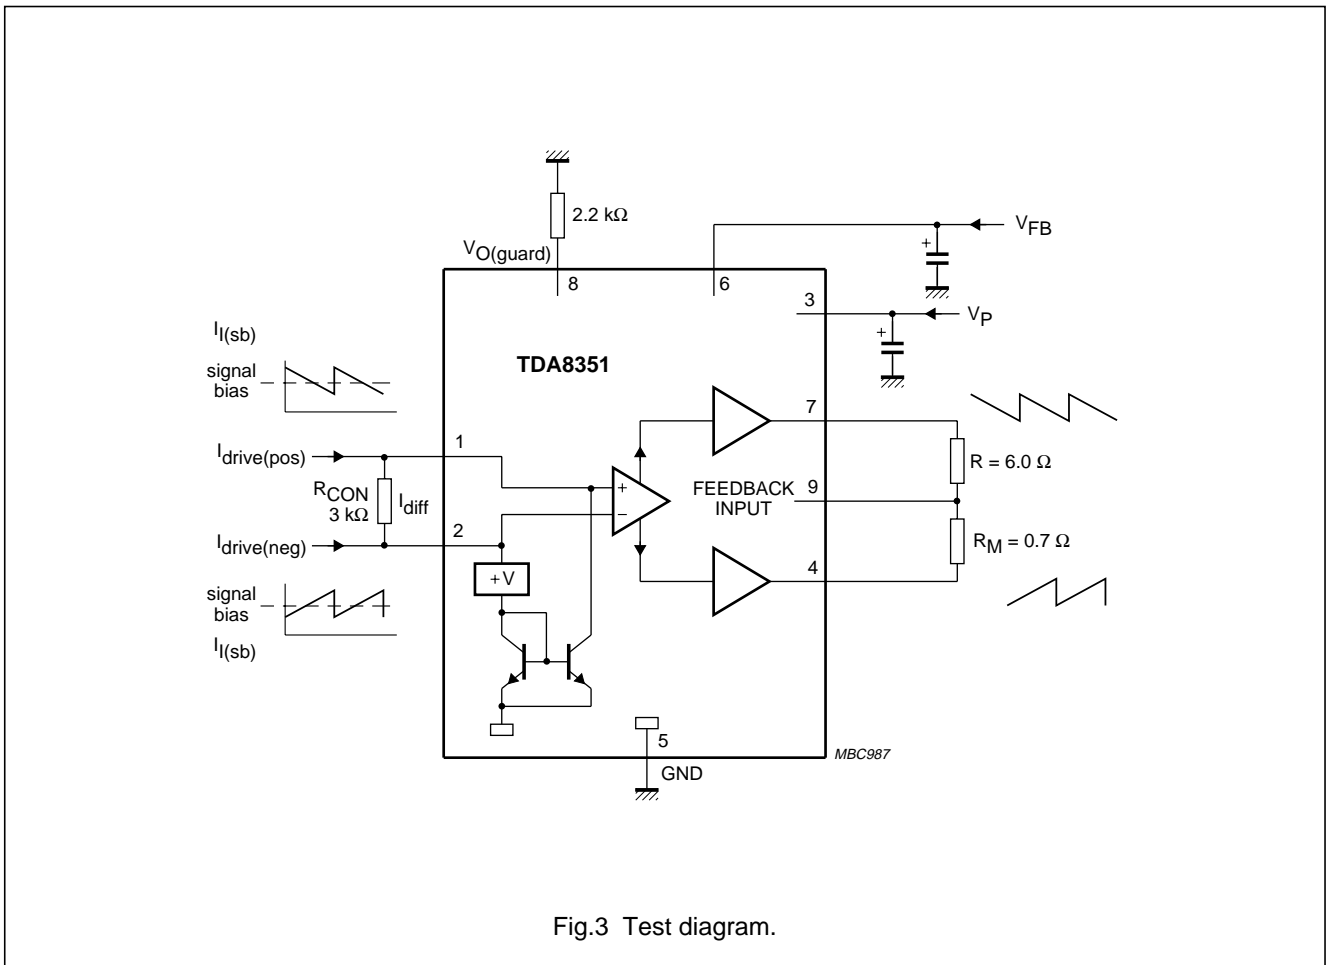 2.2 kΩ
V_O(guard)
8
6
V_FB
+
3
V_P
+
I_I(sb)
signal
bias
TDA8351
7
I_drive(pos)
1
R_CON
3 kΩ
I_diff
+
−
FEEDBACK
INPUT
9
R = 6.0 Ω
I_drive(neg)
2
R_M = 0.7 Ω
4
+V
signal
bias
I_I(sb)
5
GND
MBC987
Fig.3 Test diagram.